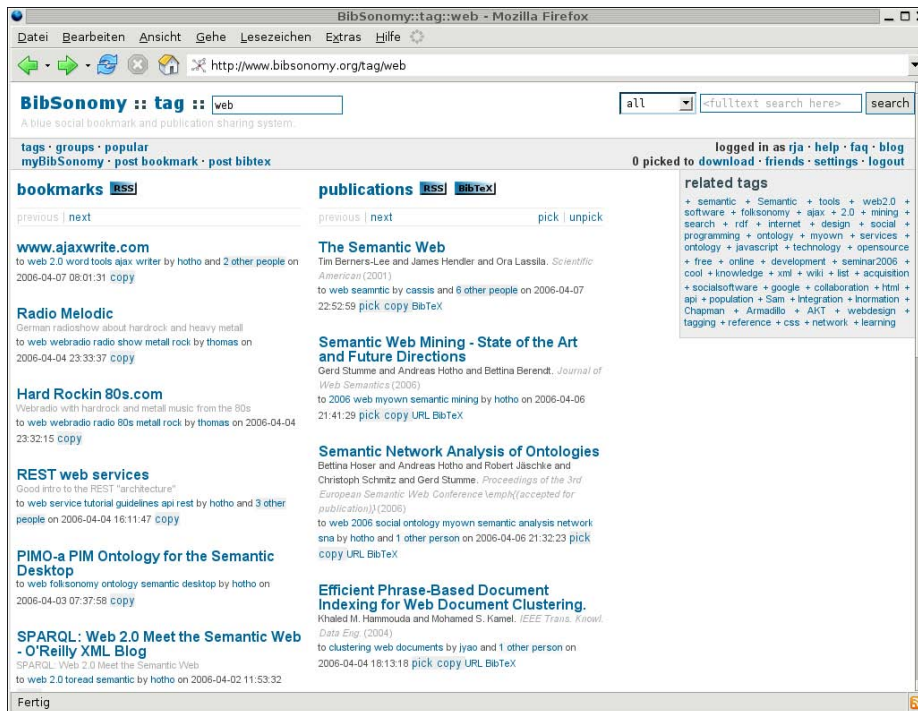 BibSonomy::tag::web - Mozilla Firefox
Datei Bearbeiten Ansicht Gehe Lesezeichen Extras Hilfe
http://www.bibsonomy.org/tag/web
BibSonomy :: tag :: web
all <fulltext search here> search
A blue social bookmark and publication sharing system.
tags · groups · popular
logged in as rja · help · faq · blog
myBibSonomy · post bookmark · post bibtex
0 picked to download · friends · settings · logout
bookmarks RSS
previous | next
www.ajaxwrite.com
to web 2.0 word tools ajax writer by hotho and 2 other people on
2006-04-07 08:01:31 copy
Radio Melodic
German radioshow about hardrock and heavy metall
to web webradio radio show metall rock by thomas on
2006-04-04 23:33:37 copy
Hard Rockin 80s.com
Webradio with hardrock and metall music from the 80s
to web webradio radio 80s metall rock by thomas on 2006-04-04
23:32:15 copy
REST web services
Good intro to the REST "architecture"
to web service tutorial guidelines api rest by hotho and 3 other
people on 2006-04-04 16:11:47 copy
PIMO-a PIM Ontology for the Semantic
Desktop
to web folksonomy ontology semantic desktop by hotho on
2006-04-03 07:37:58 copy
SPARQL: Web 2.0 Meet the Semantic Web
- O'Reilly XML Blog
SPARQL: Web 2.0 Meet the Semantic Web
to web 2.0 toread semantic by hotho on 2006-04-02 11:53:32
publications RSS BibTeX
previous | next pick | unpick
The Semantic Web
Tim Berners-Lee and James Hendler and Ora Lassila. Scientific
American (2001)
to web seamntic by cassis and 6 other people on 2006-04-07
22:52:59 pick copy BibTeX
Semantic Web Mining - State of the Art
and Future Directions
Gerd Stumme and Andreas Hotho and Bettina Berendt. Journal of
Web Semantics (2006)
to 2006 web myown semantic mining by hotho on 2006-04-06
21:41:29 pick copy URL BibTeX
Semantic Network Analysis of Ontologies
Bettina Hoser and Andreas Hotho and Robert Jäschke and
Christoph Schmitz and Gerd Stumme. Proceedings of the 3rd
European Semantic Web Conference \emph{(accepted for
publication)} (2006)
to web 2006 social ontology myown semantic analysis network
sna by hotho and 1 other person on 2006-04-06 21:32:23 pick
copy URL BibTeX
Efficient Phrase-Based Document
Indexing for Web Document Clustering.
Khaled M. Hammouda and Mohamed S. Kamel. IEEE Trans. Knowl.
Data Eng. (2004)
to clustering web documents by jyao and 1 other person on
2006-04-04 18:13:18 pick copy URL BibTeX
related tags
+ semantic + Semantic + tools + web2.0 +
software + folksonomy + ajax + 2.0 + mining +
search + rdf + internet + design + social +
programming + ontology + myown + services +
ontology + javascript + technology + opensource
+ free + online + development + seminar2006 +
cool + knowledge + xml + wiki + list + acquisition
+ socialsoftware + google + collaboration + html +
api + population + Sam + Integration + Inormation +
Chapman + Armadillo + AKT + webdesign +
tagging + reference + css + network + learning
Fertig